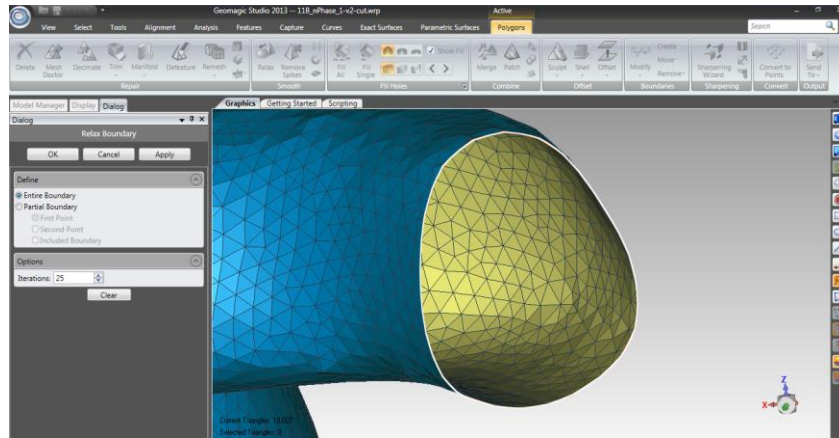 Geomagic Studio 2013 -- 118_nPhase_1-v2-cut.wrp
Active
View Select Tools Alignment Analysis Features Capture Curves Exact Surfaces Parametric Surfaces Polygons
Search
Delete Mesh Doctor Decimate Trim Manifold Defeature Remesh
Relax Remove Spikes
Fill All Fill Single Show Fill
Merge Patch
Sculpt Shell Offset
Modify Create Move Remove
Sharpening Wizard
Convert to Points
Send To
Repair Smooth Fill Holes Combine Offset Boundaries Sharpening Convert Output
Model Manager Display Dialog
Graphics Getting Started Scripting
Dialog
Relax Boundary
OK Cancel Apply
Define
Entire Boundary
Partial Boundary
First Point
Second Point
Included Boundary
Options
Iterations: 25
Clear
Current Triangles: 18,027
Selected Triangles: 0
Z
X